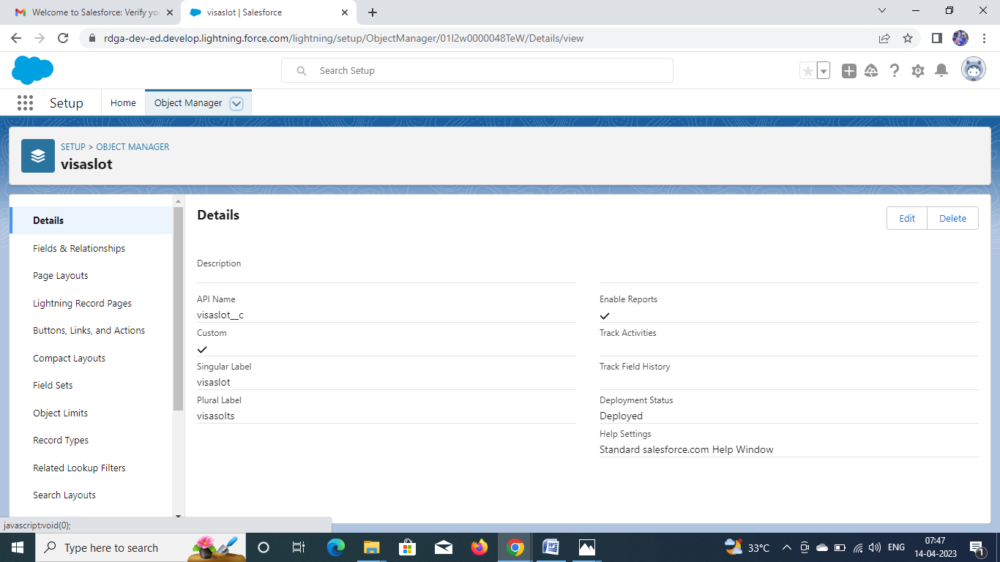 Welcome to Salesforce: Verify yo
visaslot | Salesforce
rdga-dev-ed.develop.lightning.force.com/lightning/setup/ObjectManager/01I2w0000048TeW/Details/view
Search Setup
Setup
Home
Object Manager
SETUP > OBJECT MANAGER
visaslot
Details
Fields & Relationships
Page Layouts
Lightning Record Pages
Buttons, Links, and Actions
Compact Layouts
Field Sets
Object Limits
Record Types
Related Lookup Filters
Search Layouts
Details
Edit
Delete
Description
API Name
visaslot__c
Custom
Singular Label
visaslot
Plural Label
visasolts
Enable Reports
Track Activities
Track Field History
Deployment Status
Deployed
Help Settings
Standard salesforce.com Help Window
javascript:void(0);
Type here to search
33°C
ENG
07:47
14-04-2023
1